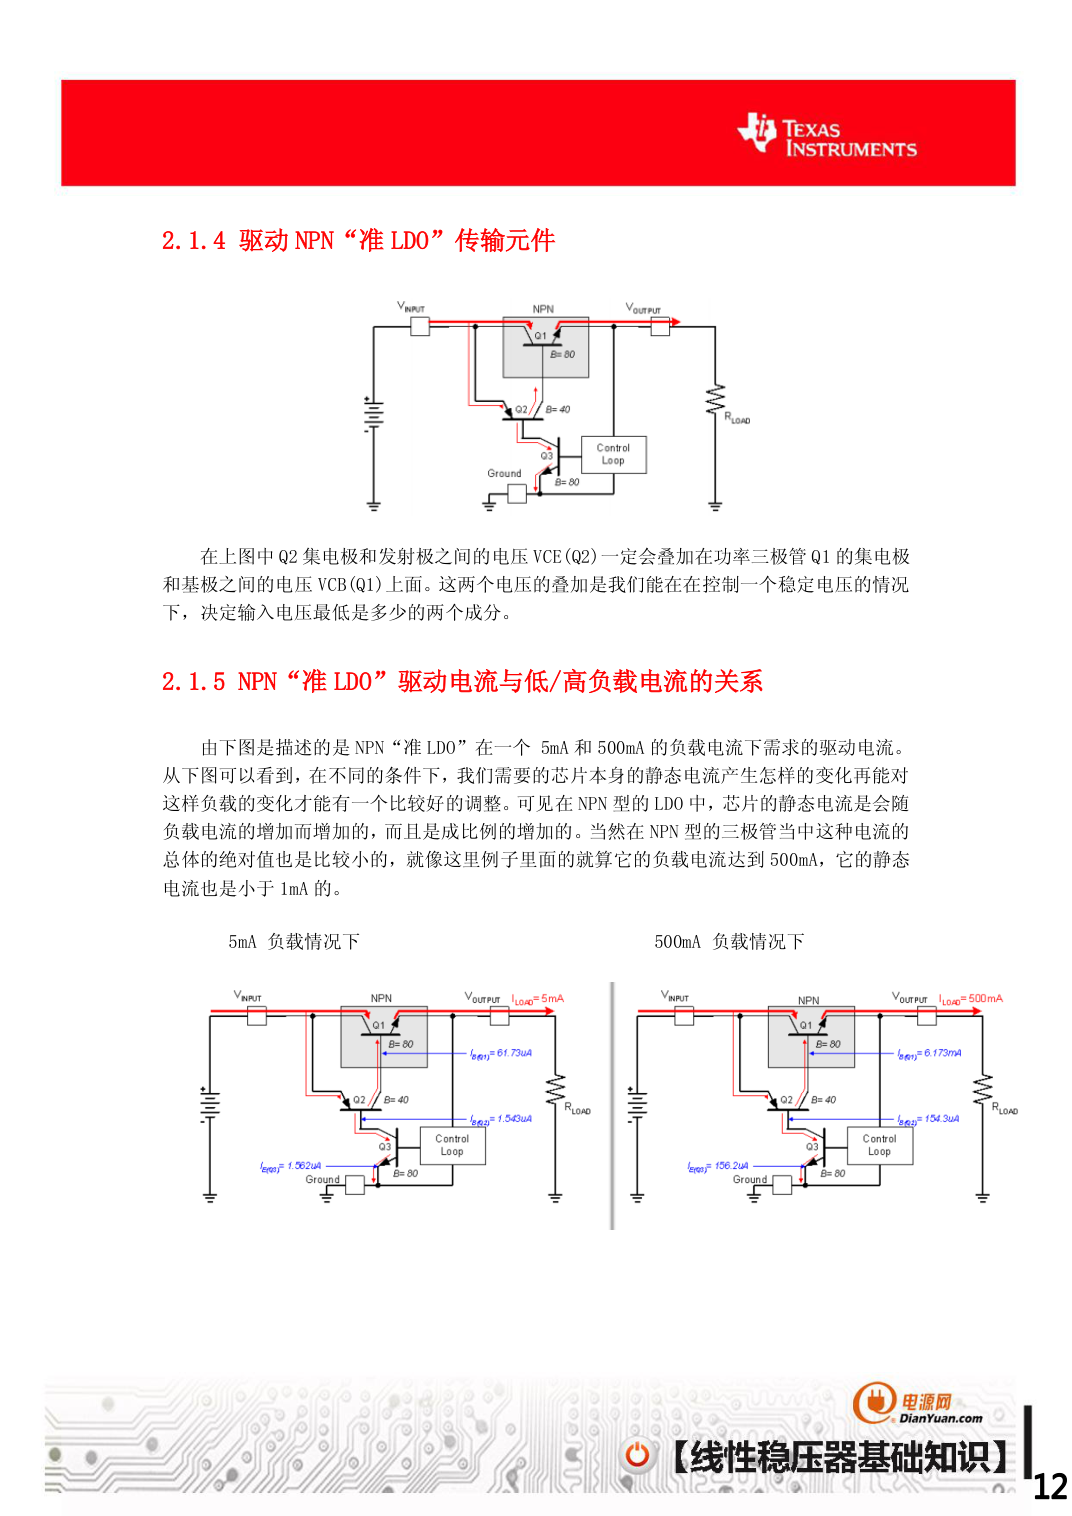 TEXAS
INSTRUMENTS
2.1.4 驱动 NPN“准 LDO”传输元件
VINPUT
NPN
VOUTPUT
Q1
B= 80
Q2
B= 40
RLOAD
Control
Loop
Q3
Ground
B= 80
在上图中 Q2 集电极和发射极之间的电压 VCE(Q2)一定会叠加在功率三极管 Q1 的集电极
和基极之间的电压 VCB(Q1)上面。这两个电压的叠加是我们能在在控制一个稳定电压的情况
下，决定输入电压最低是多少的两个成分。
2.1.5 NPN“准 LDO”驱动电流与低/高负载电流的关系
由下图是描述的是 NPN“准 LDO”在一个 5mA 和 500mA 的负载电流下需求的驱动电流。
从下图可以看到，在不同的条件下，我们需要的芯片本身的静态电流产生怎样的变化再能对
这样负载的变化才能有一个比较好的调整。可见在 NPN 型的 LDO 中，芯片的静态电流是会随
负载电流的增加而增加的，而且是成比例的增加的。当然在 NPN 型的三极管当中这种电流的
总体的绝对值也是比较小的，就像这里例子里面的就算它的负载电流达到 500mA，它的静态
电流也是小于 1mA 的。
5mA 负载情况下
500mA 负载情况下
VINPUT
NPN
VOUTPUT
ILOAD= 5mA
Q1
B= 80
IB(Q1)= 61.73uA
Q2
B= 40
RLOAD
IB(Q2)= 1.543uA
Control
Loop
Q3
IE(Q3)= 1.562uA
B= 80
Ground
VINPUT
NPN
VOUTPUT
ILOAD= 500mA
Q1
B= 80
IB(Q1)= 6.173mA
Q2
B= 40
RLOAD
IB(Q2)= 154.3uA
Control
Loop
Q3
IE(Q3)= 156.2uA
B= 80
Ground
电源网
DianYuan.com
【线性稳压器基础知识】
12